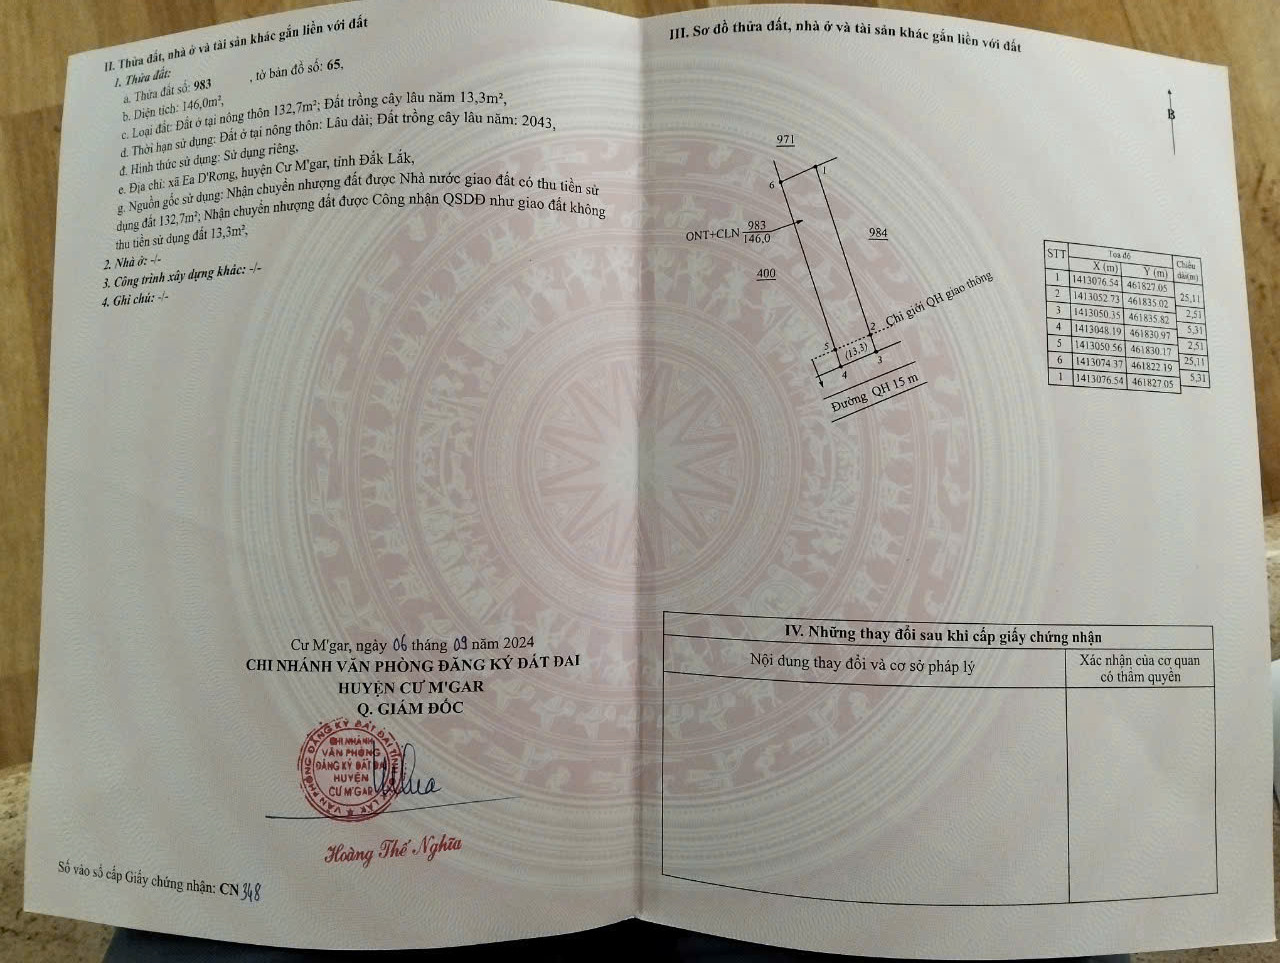 II. Thửa đất, nhà ở và tài sản khác gắn liền với đất
1. Thửa đất:
a. Thửa đất số: 983 , tờ bản đồ số: 65,
b. Diện tích: 146,0m²,
c. Loại đất: Đất ở tại nông thôn 132,7m²; Đất trồng cây lâu năm 13,3m²,
d. Thời hạn sử dụng: Đất ở tại nông thôn: Lâu dài; Đất trồng cây lâu năm: 2043,
đ. Hình thức sử dụng: Sử dụng riêng,
e. Địa chỉ: xã Ea D'Rơng, huyện Cư M'gar, tỉnh Đắk Lắk,
g. Nguồn gốc sử dụng: Nhận chuyển nhượng đất được Nhà nước giao đất có thu tiền sử
dụng đất 132,7m²; Nhận chuyển nhượng đất được Công nhận QSDĐ như giao đất không
thu tiền sử dụng đất 13,3m²,
2. Nhà ở: -/-
3. Công trình xây dựng khác: -/-
4. Ghi chú: -/-
Cư M'gar, ngày 06 tháng 09 năm 2024
CHI NHÁNH VĂN PHÒNG ĐĂNG KÝ ĐẤT ĐAI
HUYỆN CƯ M'GAR
Q. GIÁM ĐỐC
CHI NHÁNH
VĂN PHÒNG
ĐĂNG KÝ ĐẤT ĐAI
HUYỆN
CƯ M'GAR
Hoàng Thế Nghĩa
Số vào sổ cấp Giấy chứng nhận: CN 348
III. Sơ đồ thửa đất, nhà ở và tài sản khác gắn liền với đất
B
971
6 1
ONT+CLN 983
146,0
984
400
Chỉ giới QH giao thông
5 2
(13,3)
4 3
Đường QH 15 m
STT Tọa độ Chiều
X (m) Y (m) dài(m)
1 1413076.54 461827.05
25,11
2 1413052.73 461835.02
2,51
3 1413050.35 461835.82
5,31
4 1413048.19 461830.97
2,51
5 1413050.56 461830.17
25,11
6 1413074.37 461822.19
5,31
1 1413076.54 461827.05
IV. Những thay đổi sau khi cấp giấy chứng nhận
Nội dung thay đổi và cơ sở pháp lý Xác nhận của cơ quan
có thẩm quyền